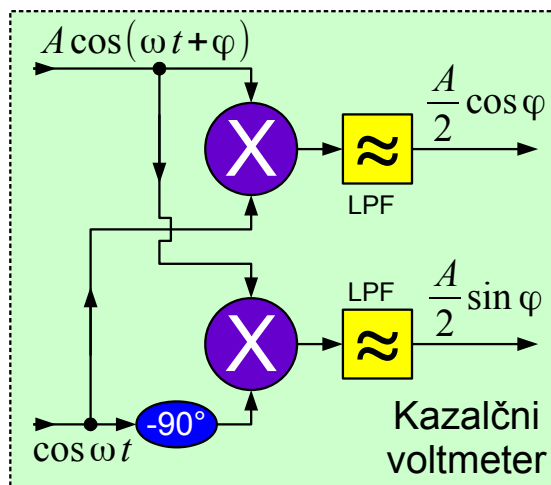 A cos(ω t+φ)
X
≈
LPF
A/2 cos φ
X
LPF
≈
A/2 sin φ
-90°
cos ω t
Kazalčni
voltmeter